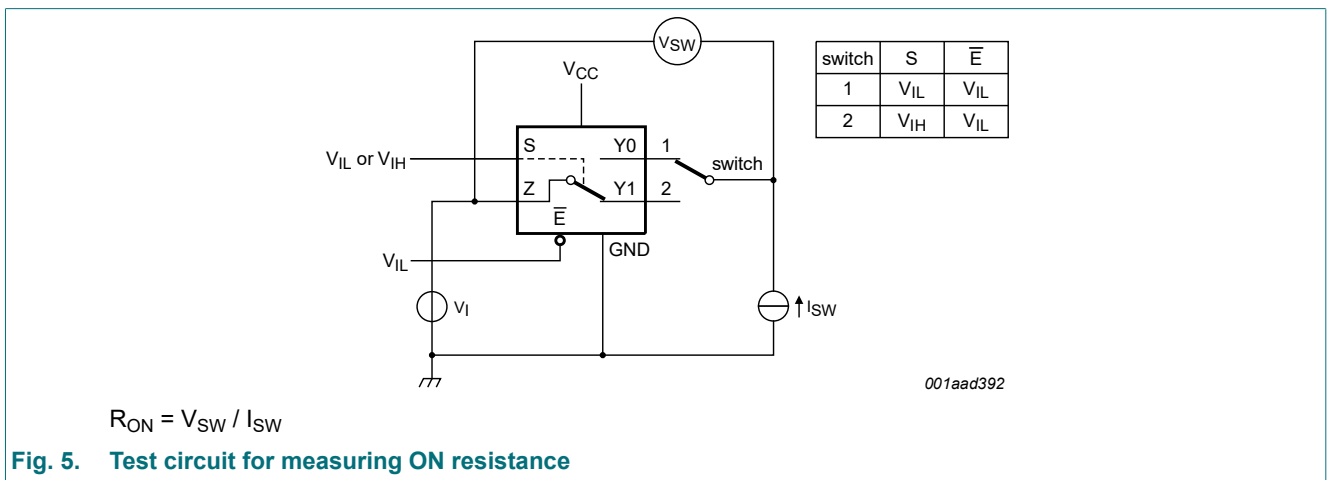 VSW
switch S E
1 VIL VIL
2 VIH VIL
VCC
S Y0 1
VIL or VIH
switch
Z Y1 2
E
GND
VIL
VI
ISW
001aad392
RON = VSW / ISW
Fig. 5. Test circuit for measuring ON resistance